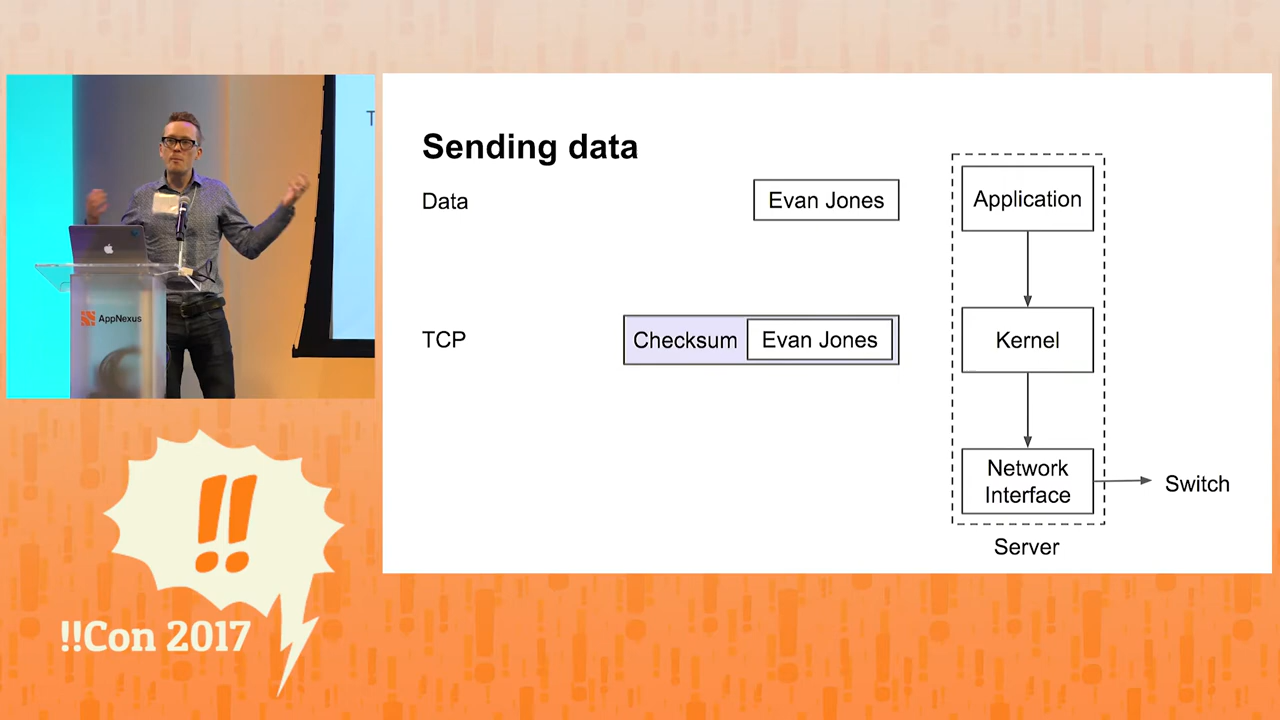 T
AppNexus
!!
!!Con 2017
Sending data
Data
Evan Jones
Application
TCP
Checksum
Evan Jones
Kernel
Network
Interface
Switch
Server